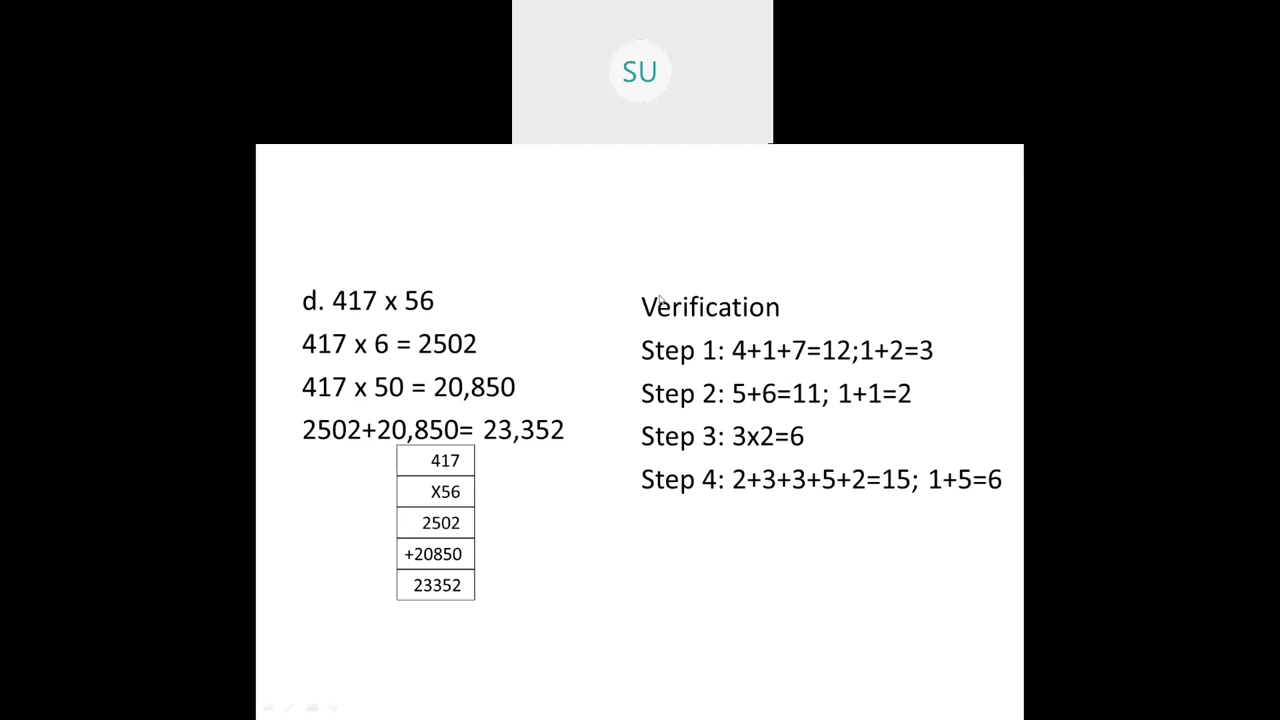 SU
d. 417 x 56
417 x 6 = 2502
417 x 50 = 20,850
2502+20,850= 23,352
417
X56
2502
+20850
23352
Verification
Step 1: 4+1+7=12;1+2=3
Step 2: 5+6=11; 1+1=2
Step 3: 3x2=6
Step 4: 2+3+3+5+2=15; 1+5=6